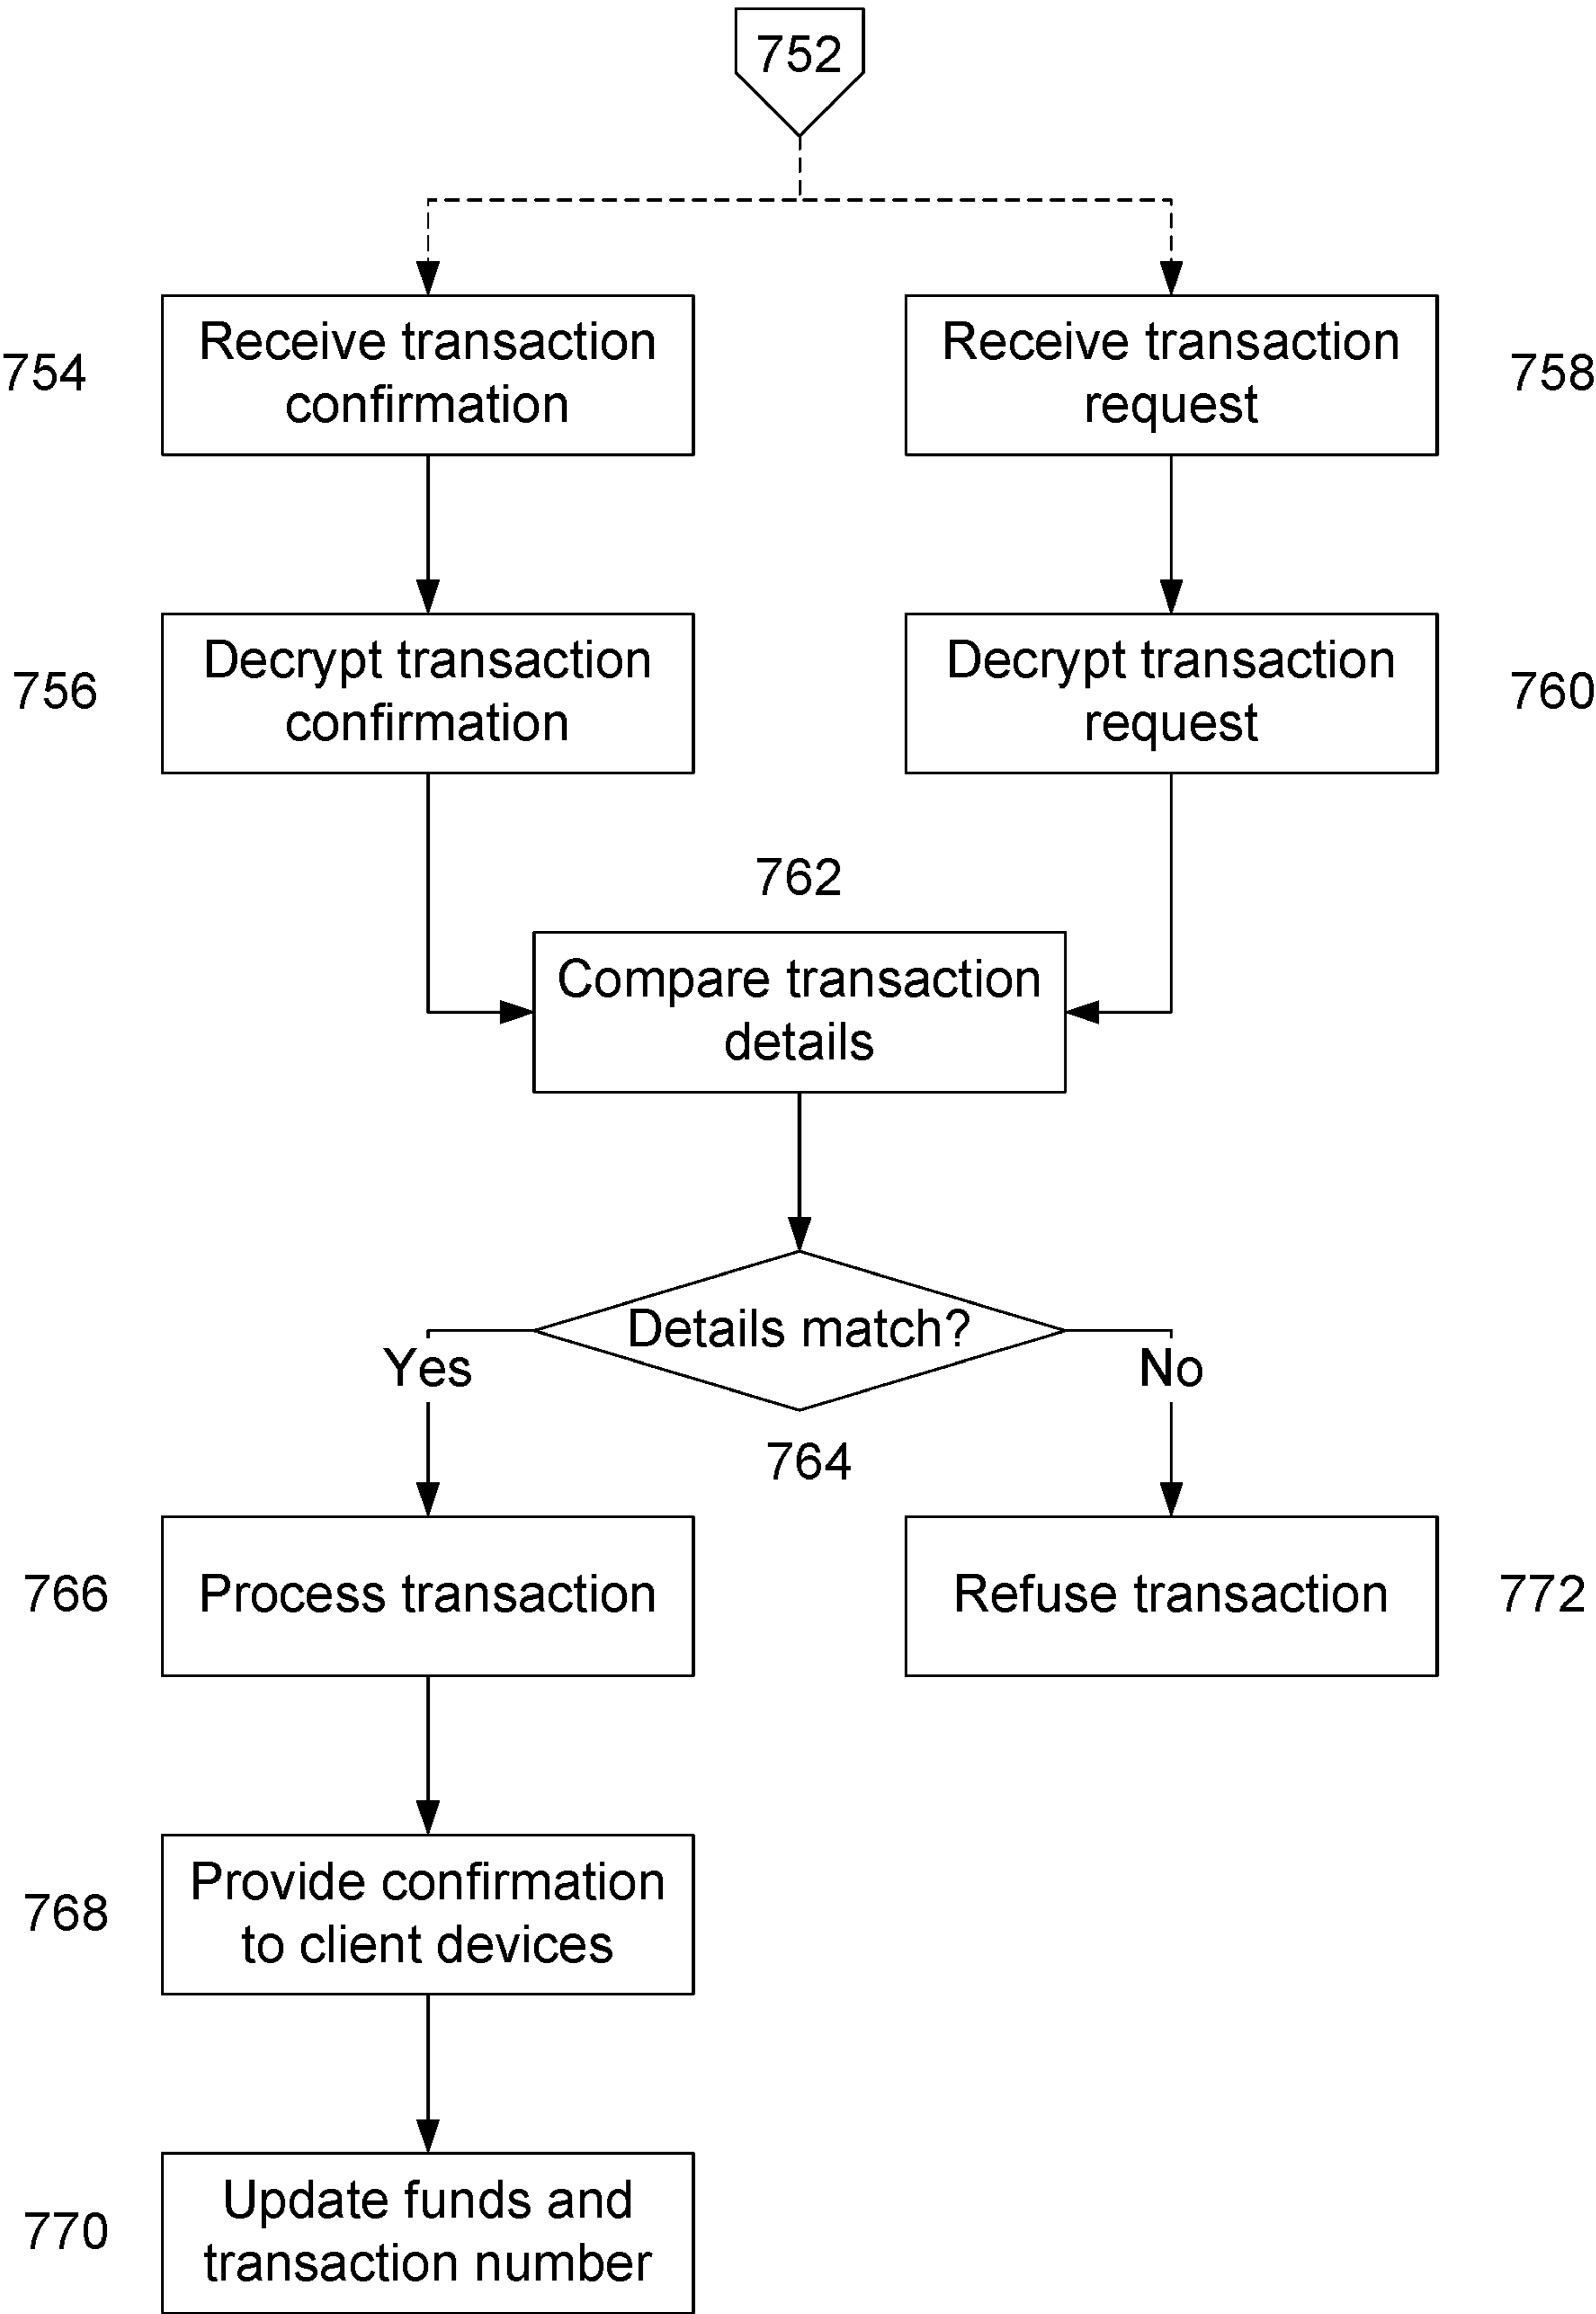 752
754
Receive transaction
confirmation
Receive transaction
request
758
756
Decrypt transaction
confirmation
Decrypt transaction
request
760
762
Compare transaction
details
Details match?
Yes
No
764
766
Process transaction
Refuse transaction
772
768
Provide confirmation
to client devices
770
Update funds and
transaction number